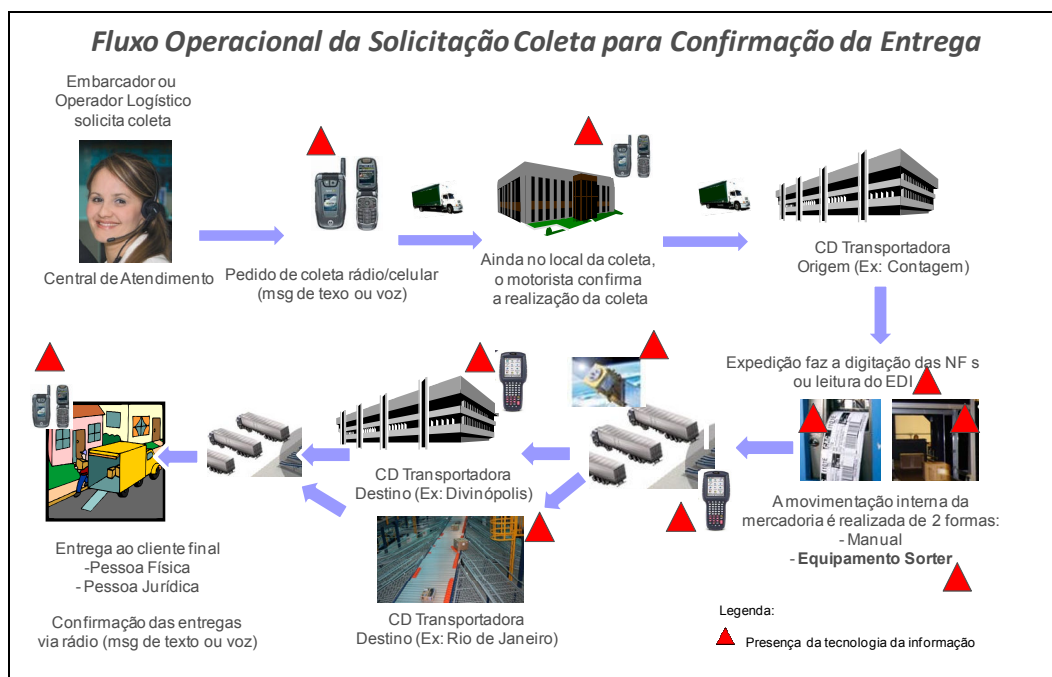 Fluxo Operacional da Solicitação Coleta para Confirmação da Entrega
Embarcador ou
Operador Logístico
solicita coleta
Central de Atendimento
Pedido de coleta rádio/celular
(msg de texo ou voz)
Ainda no local da coleta,
o motorista confirma
a realização da coleta
CD Transportadora
Origem (Ex: Contagem)
Expedição faz a digitação das NF s
ou leitura do EDI
A movimentação interna da
mercadoria é realizada de 2 formas:
- Manual
- Equipamento Sorter
CD Transportadora
Destino (Ex: Divinópolis)
CD Transportadora
Destino (Ex: Rio de Janeiro)
Entrega ao cliente final
-Pessoa Física
- Pessoa Jurídica
Confirmação das entregas
via rádio (msg de texto ou voz)
Legenda:
Presença da tecnologia da informação